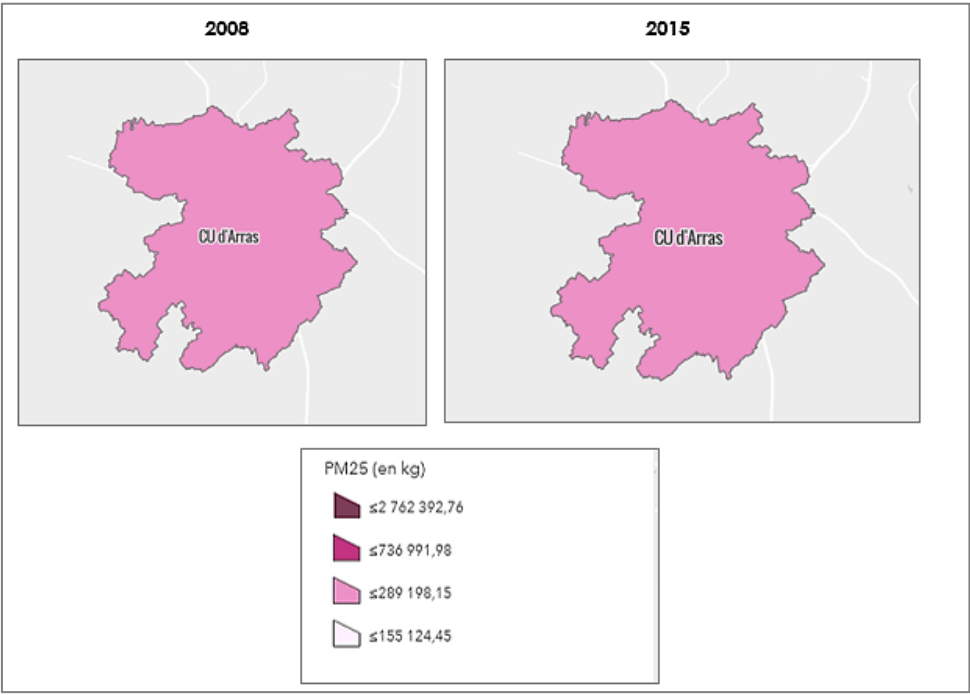 2008
2015
CU d'Arras
CU d'Arras
PM25 (en kg)
≤2 762 392,76
≤736 991,98
≤289 198,15
≤155 124,45